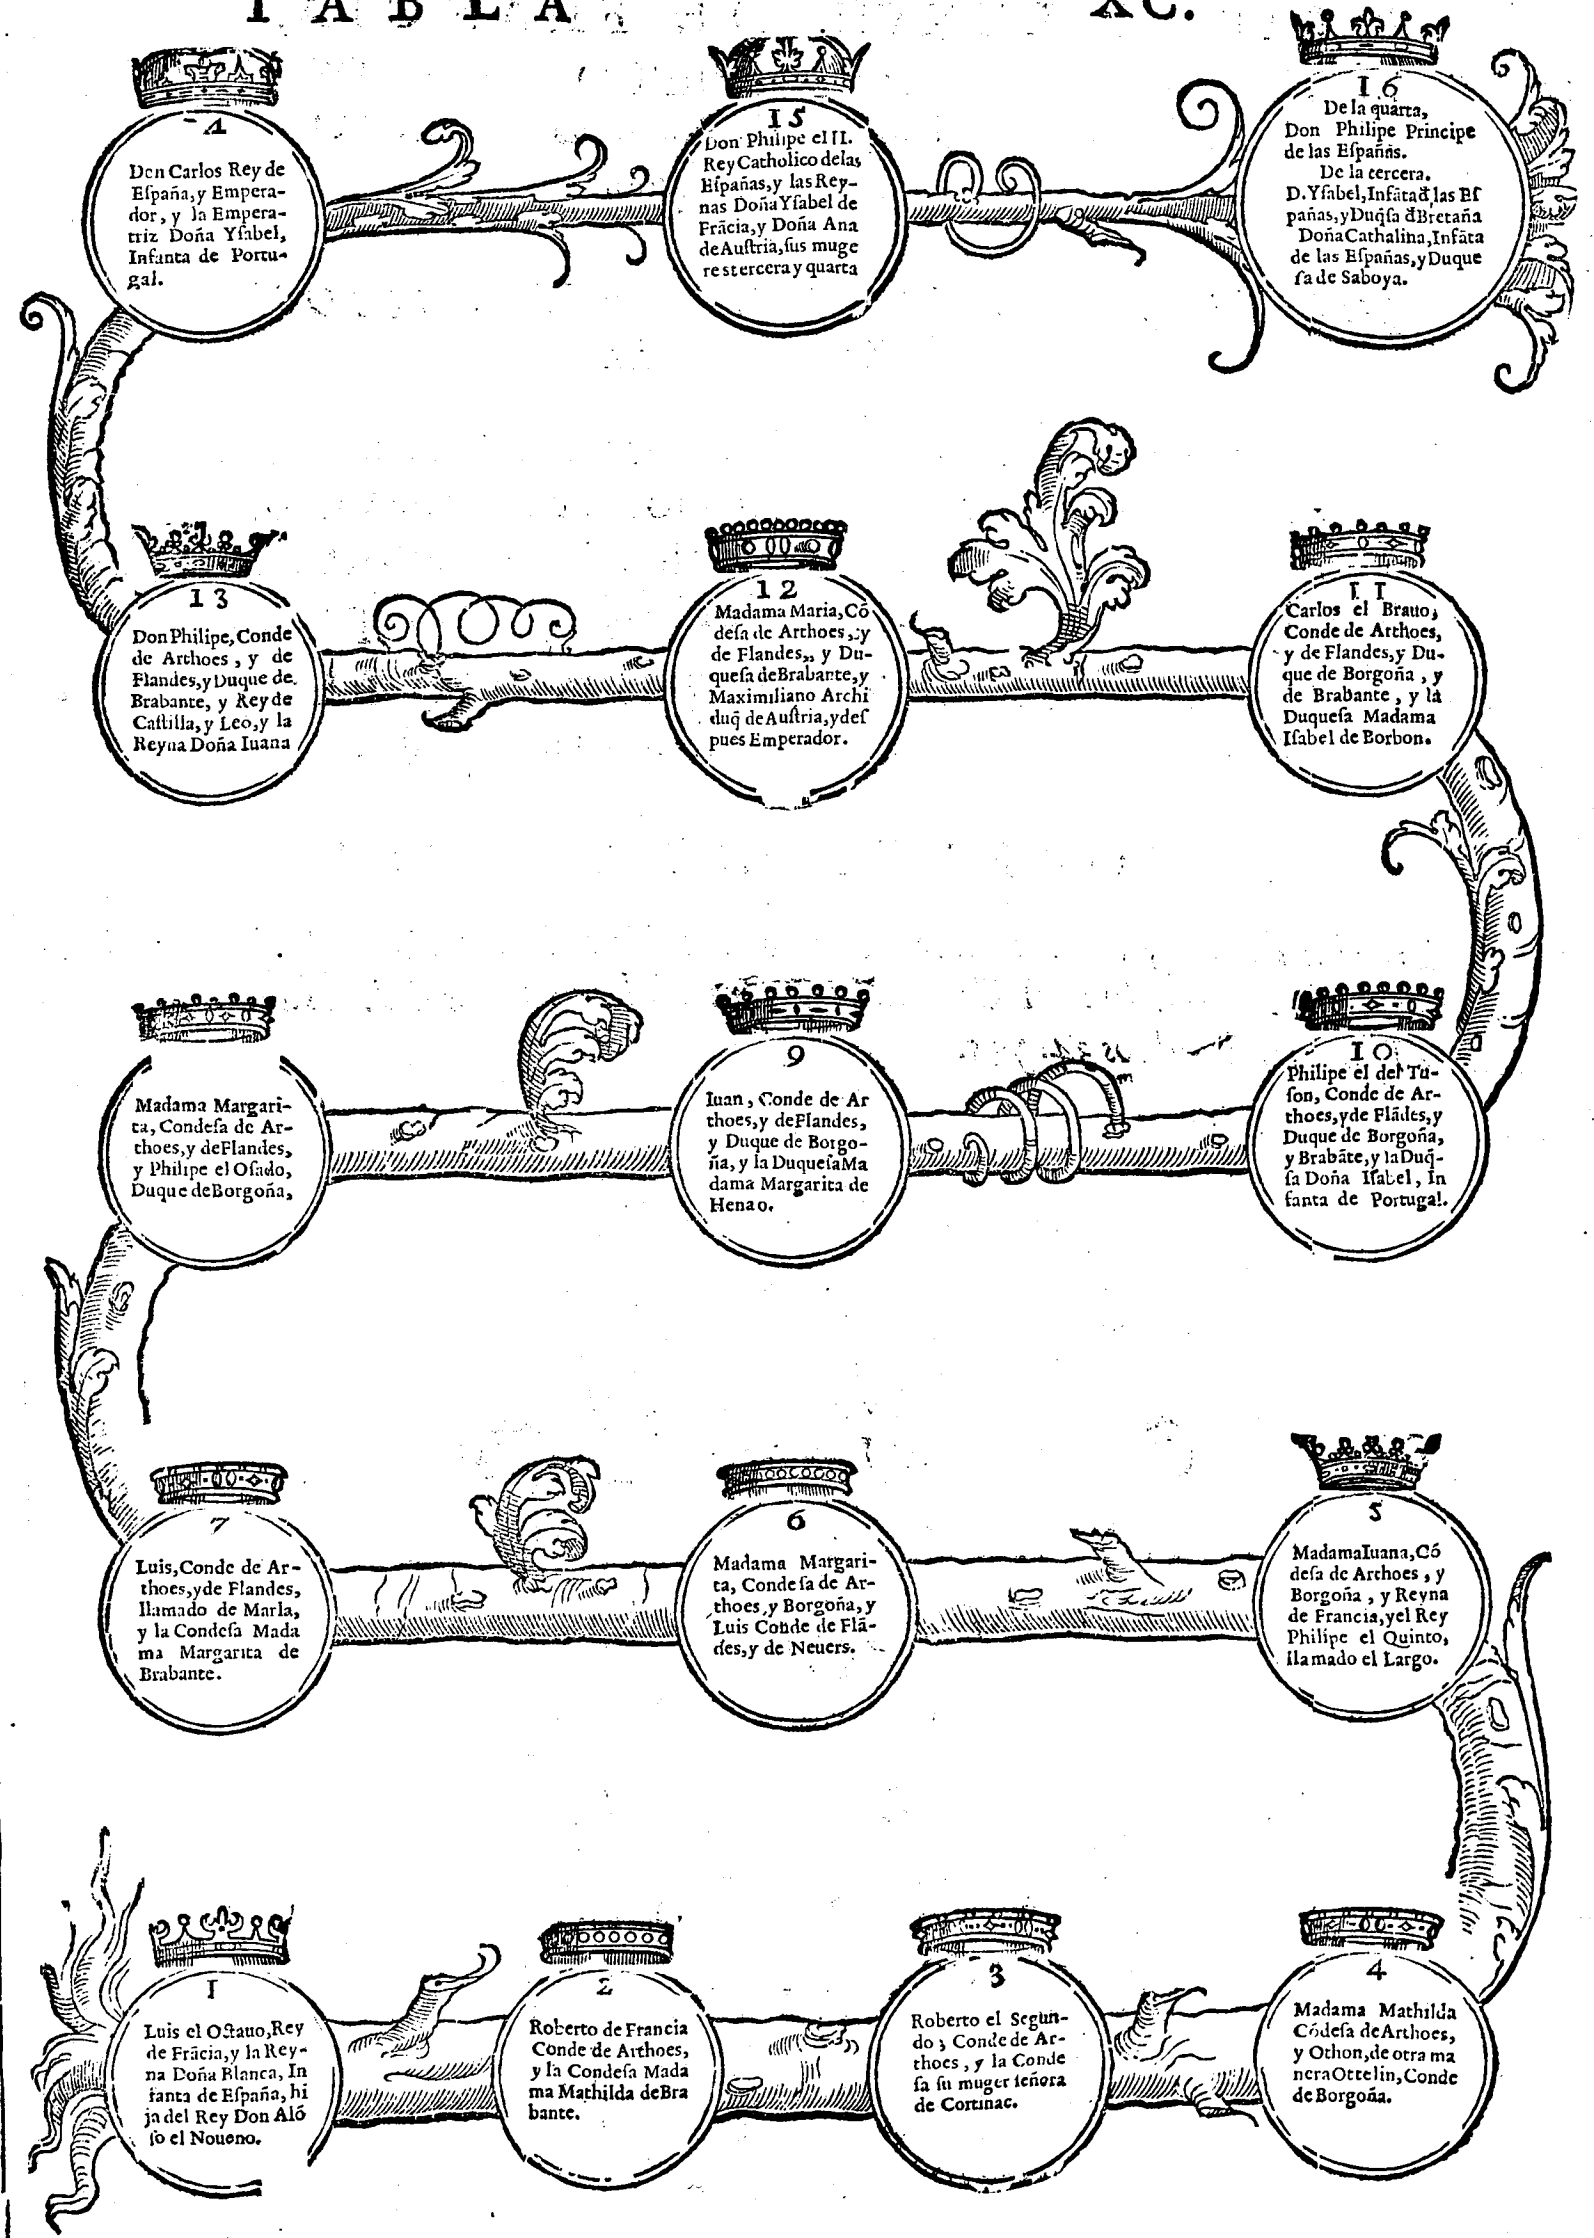 TABLA XC.
4
Don Carlos Rey de
Eſpaña, y Empera-
dor, y la Empera-
triz Doña Yſabel,
Infanta de Portu-
gal.
15
Don Philipe el II.
Rey Catholico delas
Eſpañas, y las Rey-
nas Doña Yſabel de
Frãcia, y Doña Ana
de Auſtria, ſus muge
res tercera y quarta
16
De la quarta,
Don Philipe Principe
de las Eſpañas.
De la tercera.
D. Yſabel, Infãta đ las Eſ
pañas, y Duq̃ſa đ Bretaña
Doña Cathalina, Infãta
de las Eſpañas, y Duque
ſa de Saboya.
13
Don Philipe, Conde
de Arthoes, y de
Flandes, y Duque de
Brabante, y Rey de
Caſtilla, y Leõ, y la
Reyna Doña Iuana
12
Madama Maria, Cõ
deſa de Arthoes, y
de Flandes, y Du-
queſa de Brabante, y
Maximiliano Archi
duq̃ de Auſtria, y deſ
pues Emperador.
11
Carlos el Brauo,
Conde de Arthoes,
y de Flandes, y Du-
que de Borgoña, y
de Brabante, y la
Duqueſa Madama
Iſabel de Borbon.
Madama Margari-
ta, Condeſa de Ar-
thoes, y de Flandes,
y Philipe el Oſado,
Duque de Borgoña,
9
Iuan, Conde de Ar
thoes, y de Flandes,
y Duque de Borgo-
ña, y la Duqueſa Ma
dama Margarita de
Henao.
10
Philipe el del Tu-
ſon, Conde de Ar-
thoes, y de Flãdes, y
Duque de Borgoña,
y Brabãte, y la Duq̃-
ſa Doña Iſabel, In
fanta de Portugal.
7
Luis, Conde de Ar-
thoes, y de Flandes,
llamado de Marla,
y la Condeſa Mada
ma Margarita de
Brabante.
6
Madama Margari-
ta, Condeſa de Ar-
thoes, y Borgoña, y
Luis Conde de Flã-
des, y de Neuers.
5
Madama Iuana, Cõ
deſa de Arthoes, y
Borgoña, y Reyna
de Francia, y el Rey
Philipe el Quinto,
llamado el Largo.
1
Luis el Octauo, Rey
de Frãcia, y la Rey-
na Doña Blanca, In
fanta de Eſpaña, hi
ja del Rey Don Alõ
ſo el Noueno.
2
Roberto de Francia
Conde de Arthoes,
y la Condeſa Mada
ma Mathilda de Bra
bante.
3
Roberto el Segun-
do, Conde de Ar-
thoes, y la Conde
ſa ſu muger ſeñora
de Cortinac.
4
Madama Mathilda
Cõdeſa de Arthoes,
y Othon, de otra ma
nera Ottelin, Conde
de Borgoña.